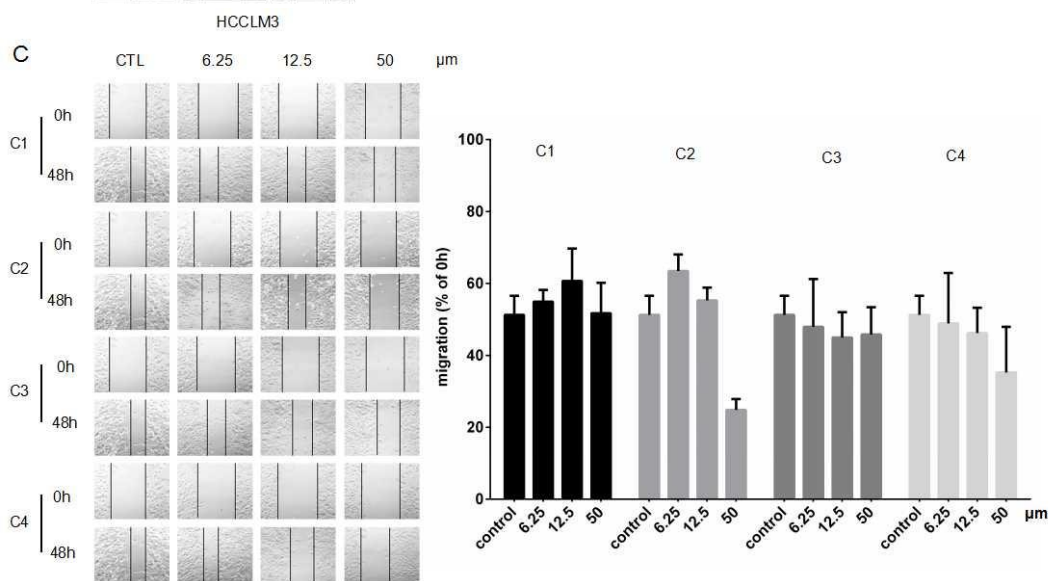 HCCLM3
C
CTL 6.25 12.5 50 μm
C1
0h
48h
C2
0h
48h
C3
0h
48h
C4
0h
48h
migration (% of 0h)
100
80
60
40
20
0
C1 C2 C3 C4
control 6.25 12.5 50 control 6.25 12.5 50 control 6.25 12.5 50 control 6.25 12.5 50 μm